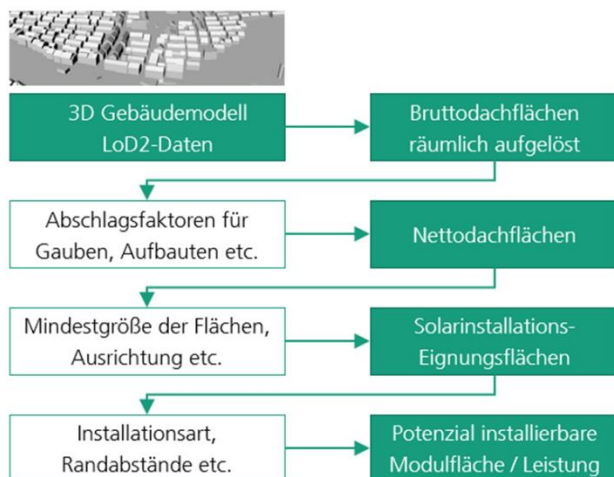 3D Gebäudemodell
LoD2-Daten
Bruttodachflächen
räumlich aufgelöst
Abschlagsfaktoren für
Gauben, Aufbauten etc.
Nettodachflächen
Mindestgröße der Flächen,
Ausrichtung etc.
Solarinstallations-
Eignungsflächen
Installationsart,
Randabstände etc.
Potenzial installierbare
Modulfläche / Leistung